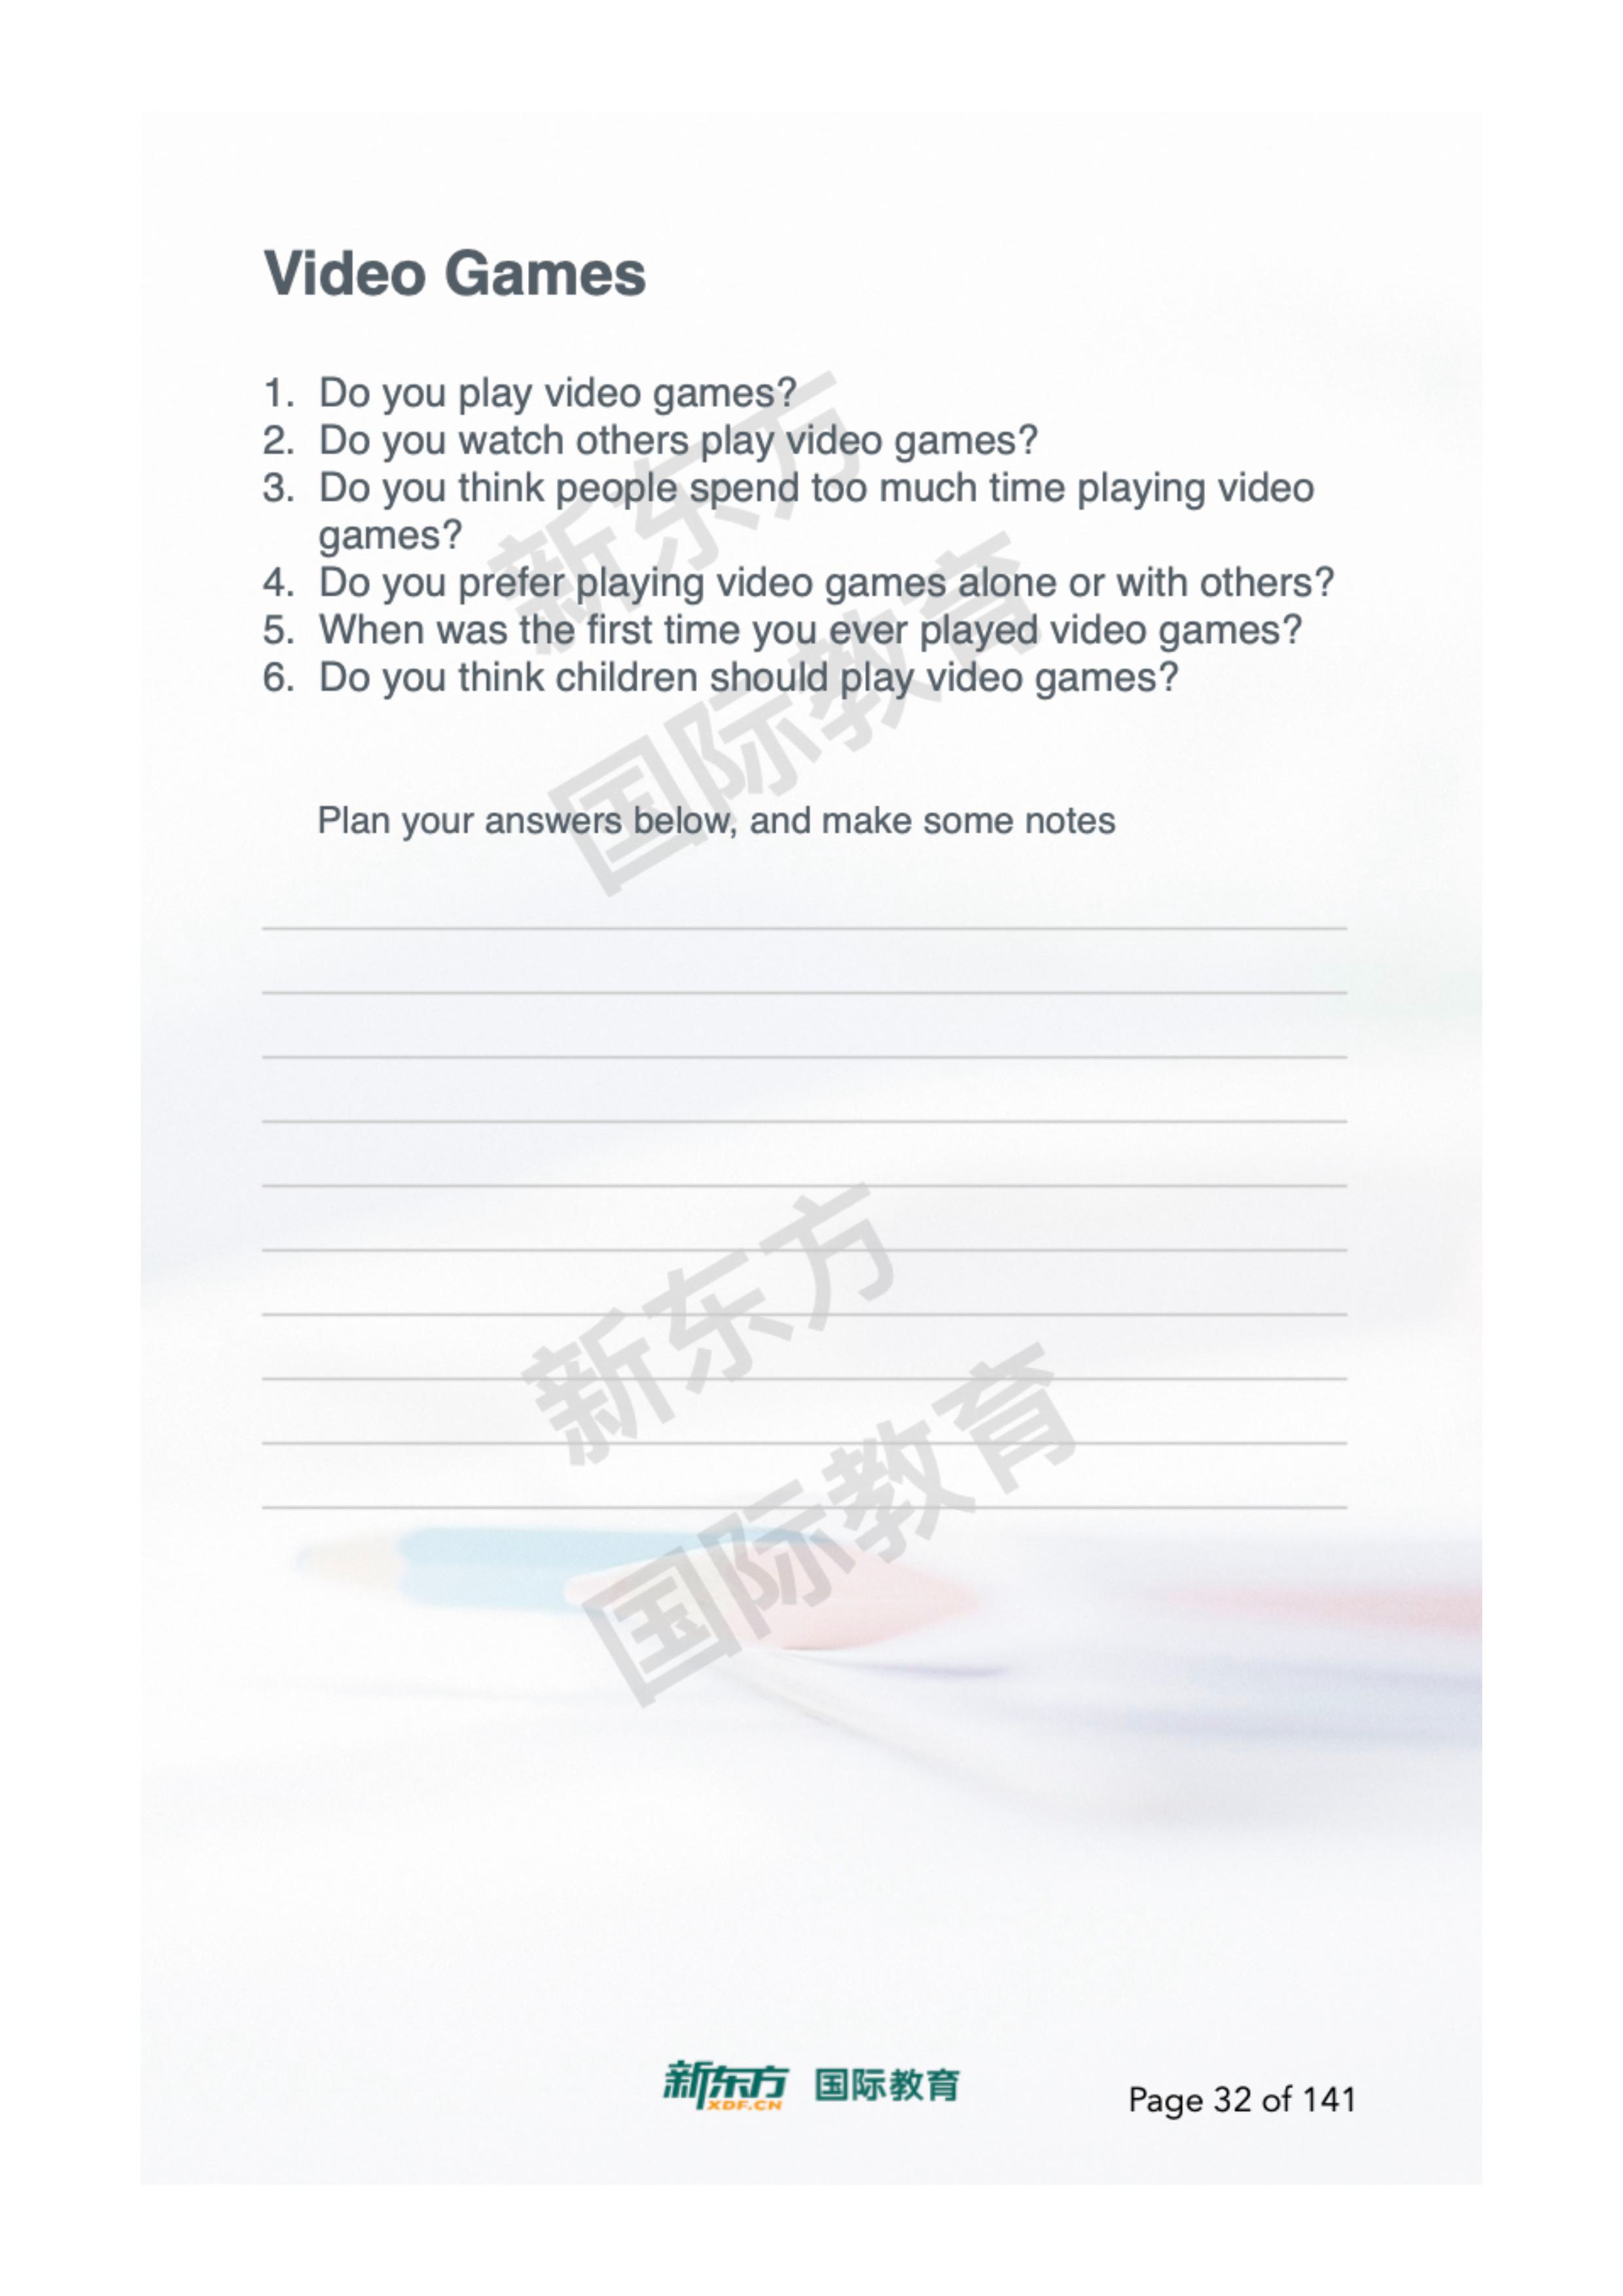 Video Games
1. Do you play video games?
2. Do you watch others play video games?
3. Do you think people spend too much time playing video
games?
4. Do you prefer playing video games alone or with others?
5. When was the first time you ever played video games?
6. Do you think children should play video games?
新东方
国际教育
Plan your answers below, and make some notes
新东方
国际教育
新东方 国际教育
XDF.CN
Page 32 of 141